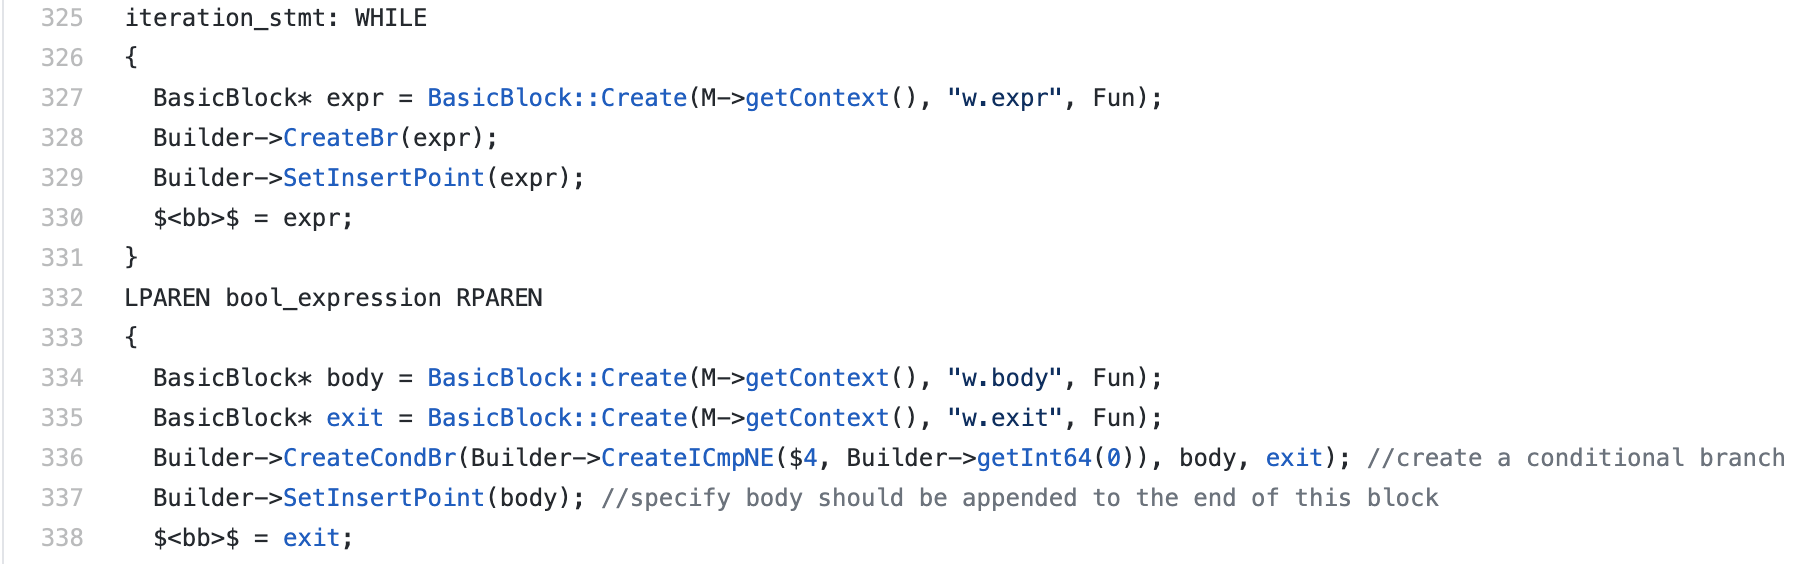 325 iteration_stmt: WHILE
326 {
327 BasicBlock* expr = BasicBlock::Create(M->getContext(), "w.expr", Fun);
328 Builder->CreateBr(expr);
329 Builder->SetInsertPoint(expr);
330 $<bb>$ = expr;
331 }
332 LPAREN bool_expression RPAREN
333 {
334 BasicBlock* body = BasicBlock::Create(M->getContext(), "w.body", Fun);
335 BasicBlock* exit = BasicBlock::Create(M->getContext(), "w.exit", Fun);
336 Builder->CreateCondBr(Builder->CreateICmpNE($4, Builder->getInt64(0)), body, exit); //create a conditional branch
337 Builder->SetInsertPoint(body); //specify body should be appended to the end of this block
338 $<bb>$ = exit;